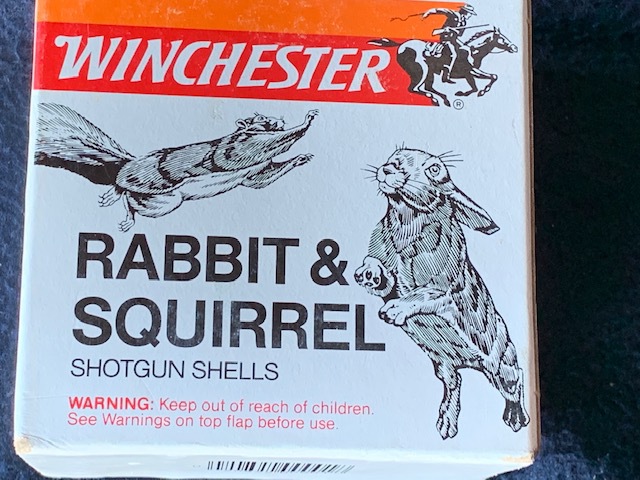 WINCHESTER
®
RABBIT &
SQUIRREL
SHOTGUN SHELLS
WARNING: Keep out of reach of children.
See Warnings on top flap before use.